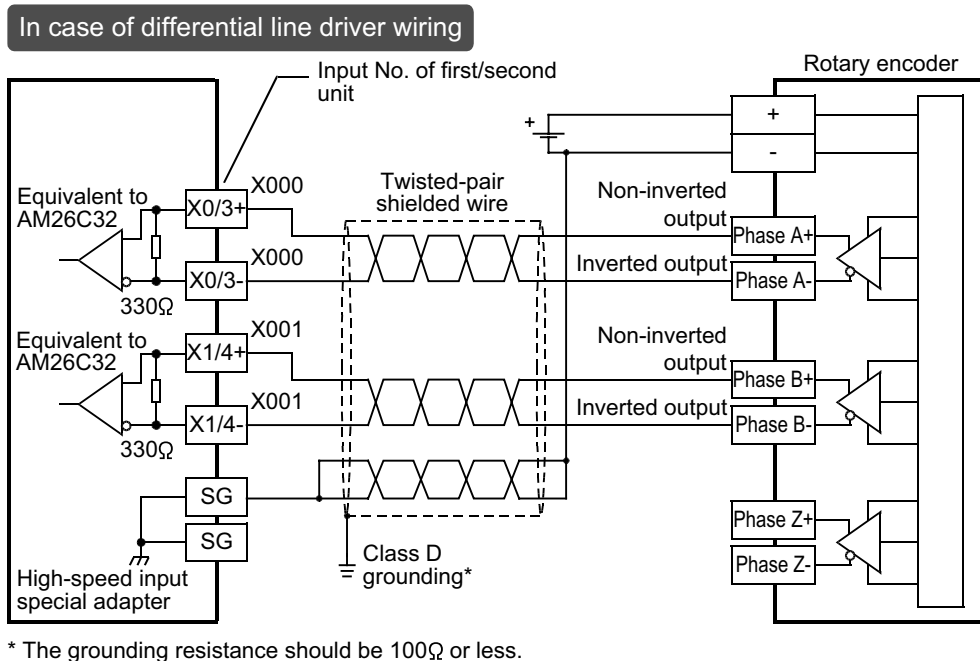 In case of differential line driver wiring
Input No. of first/second
unit
Rotary encoder
+
+
-
Equivalent to
AM26C32
X0/3+
X000
Twisted-pair
shielded wire
Non-inverted
output
Phase A+
X0/3-
X000
Inverted output
Phase A-
330Ω
Equivalent to
AM26C32
X1/4+
X001
Non-inverted
output
Phase B+
X1/4-
X001
Inverted output
Phase B-
330Ω
SG
SG
Phase Z+
Phase Z-
Class D
grounding*
High-speed input
special adapter
* The grounding resistance should be 100Ω or less.